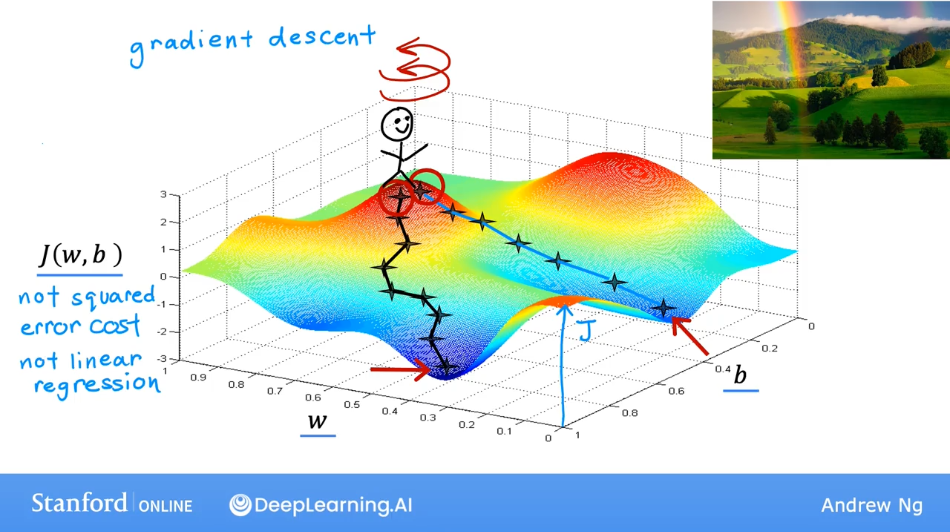 gradient descent
J(w, b)
not squared
error cost
not linear
regression
3
2
1
0
-1
-2
-3
1
0.9
0.8
0.7
0.6
0.5
0.4
0.3
0.2
0.1
0
w
1
0.8
0.6
0.4
0.2
0
b
J
Stanford | ONLINE
DeepLearning.AI
Andrew Ng